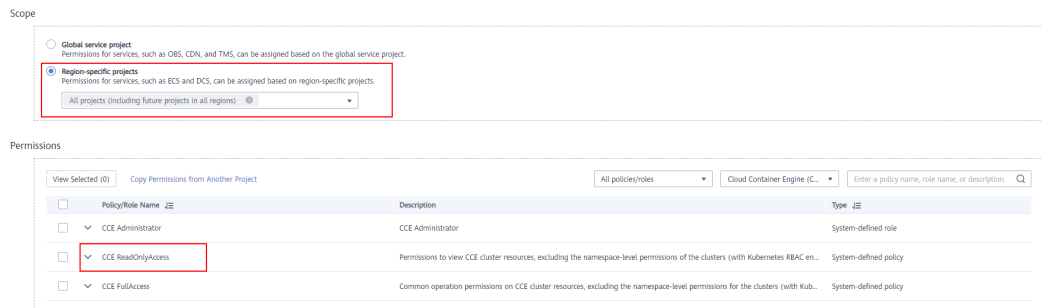 Scope
Global service project
Permissions for services, such as OBS, CDN, and TMS, can be assigned based on the global service project.
Region-specific projects
Permissions for services, such as ECS and DCS, can be assigned based on region-specific projects.
All projects (including future projects in all regions)
Permissions
View Selected (0) Copy Permissions from Another Project All policies/roles Cloud Container Engine (C... Enter a policy name, role name, or description.
Policy/Role Name Description Type
CCE Administrator CCE Administrator System-defined role
CCE ReadOnlyAccess Permissions to view CCE cluster resources, excluding the namespace-level permissions of the clusters (with Kubernetes RBAC en... System-defined policy
CCE FullAccess Common operation permissions on CCE cluster resources, excluding the namespace-level permissions for the clusters (with Kub... System-defined policy